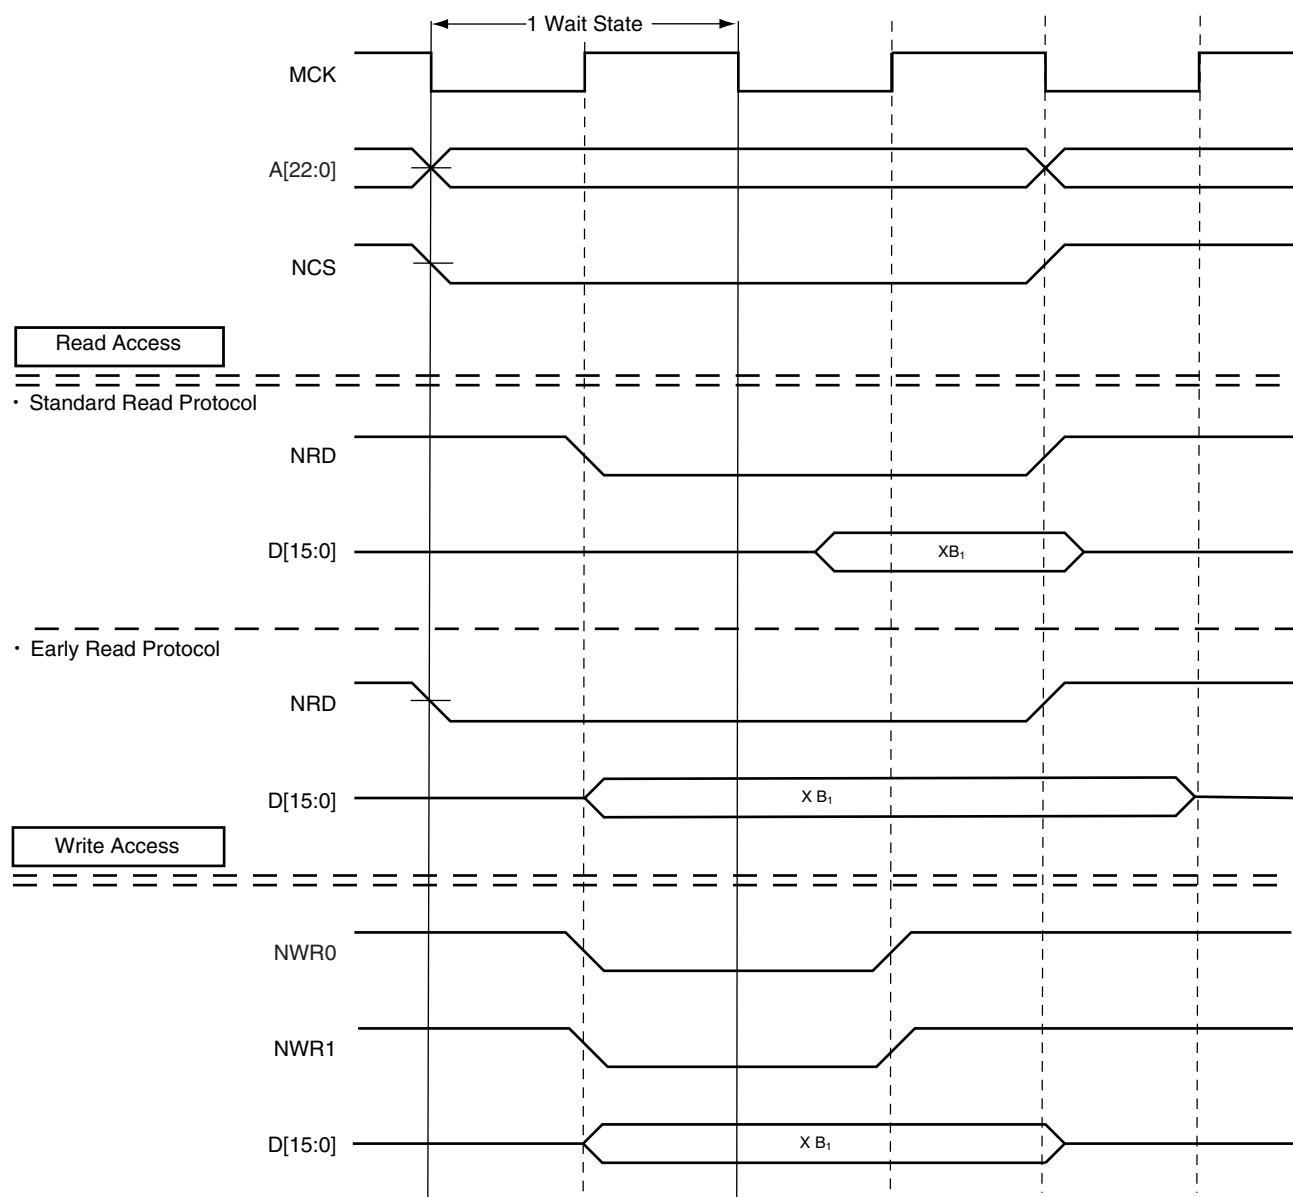 1 Wait State
MCK
A[22:0]
NCS
Read Access
· Standard Read Protocol
NRD
D[15:0]
XB₁
· Early Read Protocol
NRD
D[15:0]
X B₁
Write Access
NWR0
NWR1
D[15:0]
X B₁